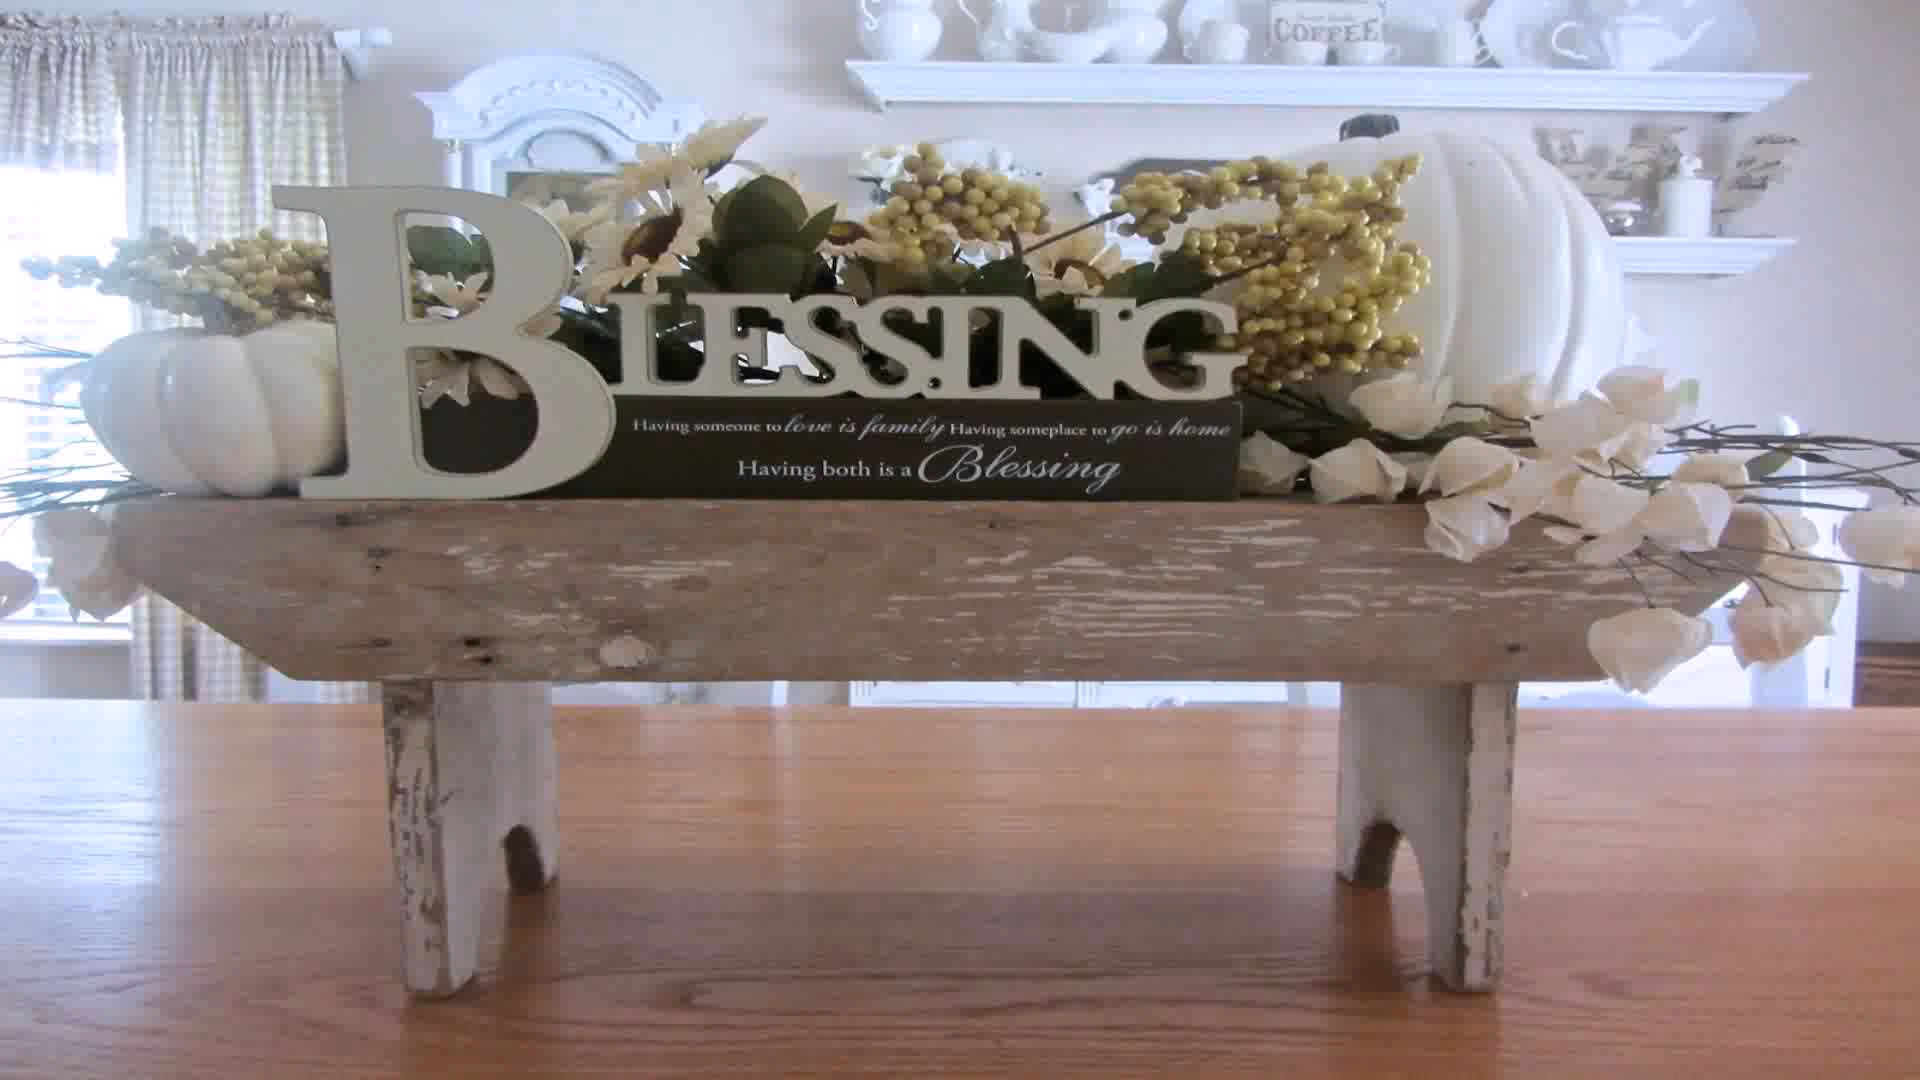 COFFEE
BLESSING
Having someone to love is family Having someplace to go is home
Having both is a Blessing